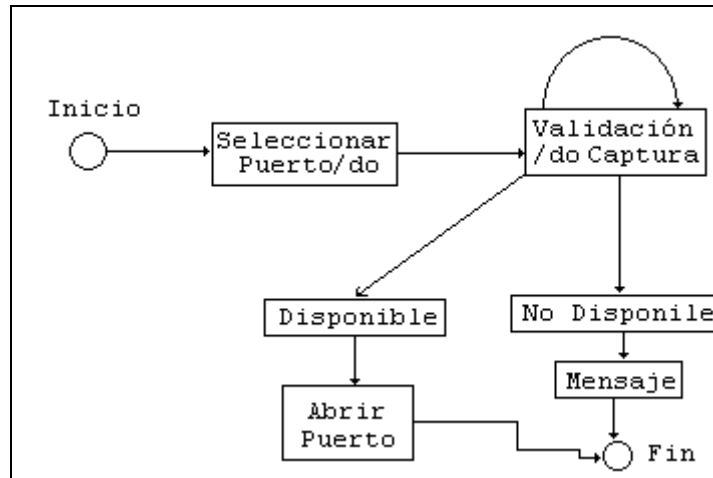 Inicio
Seleccionar
Puerto/do
Validación
/do Captura
Disponible
No Disponile
Abrir
Puerto
Mensaje
Fin